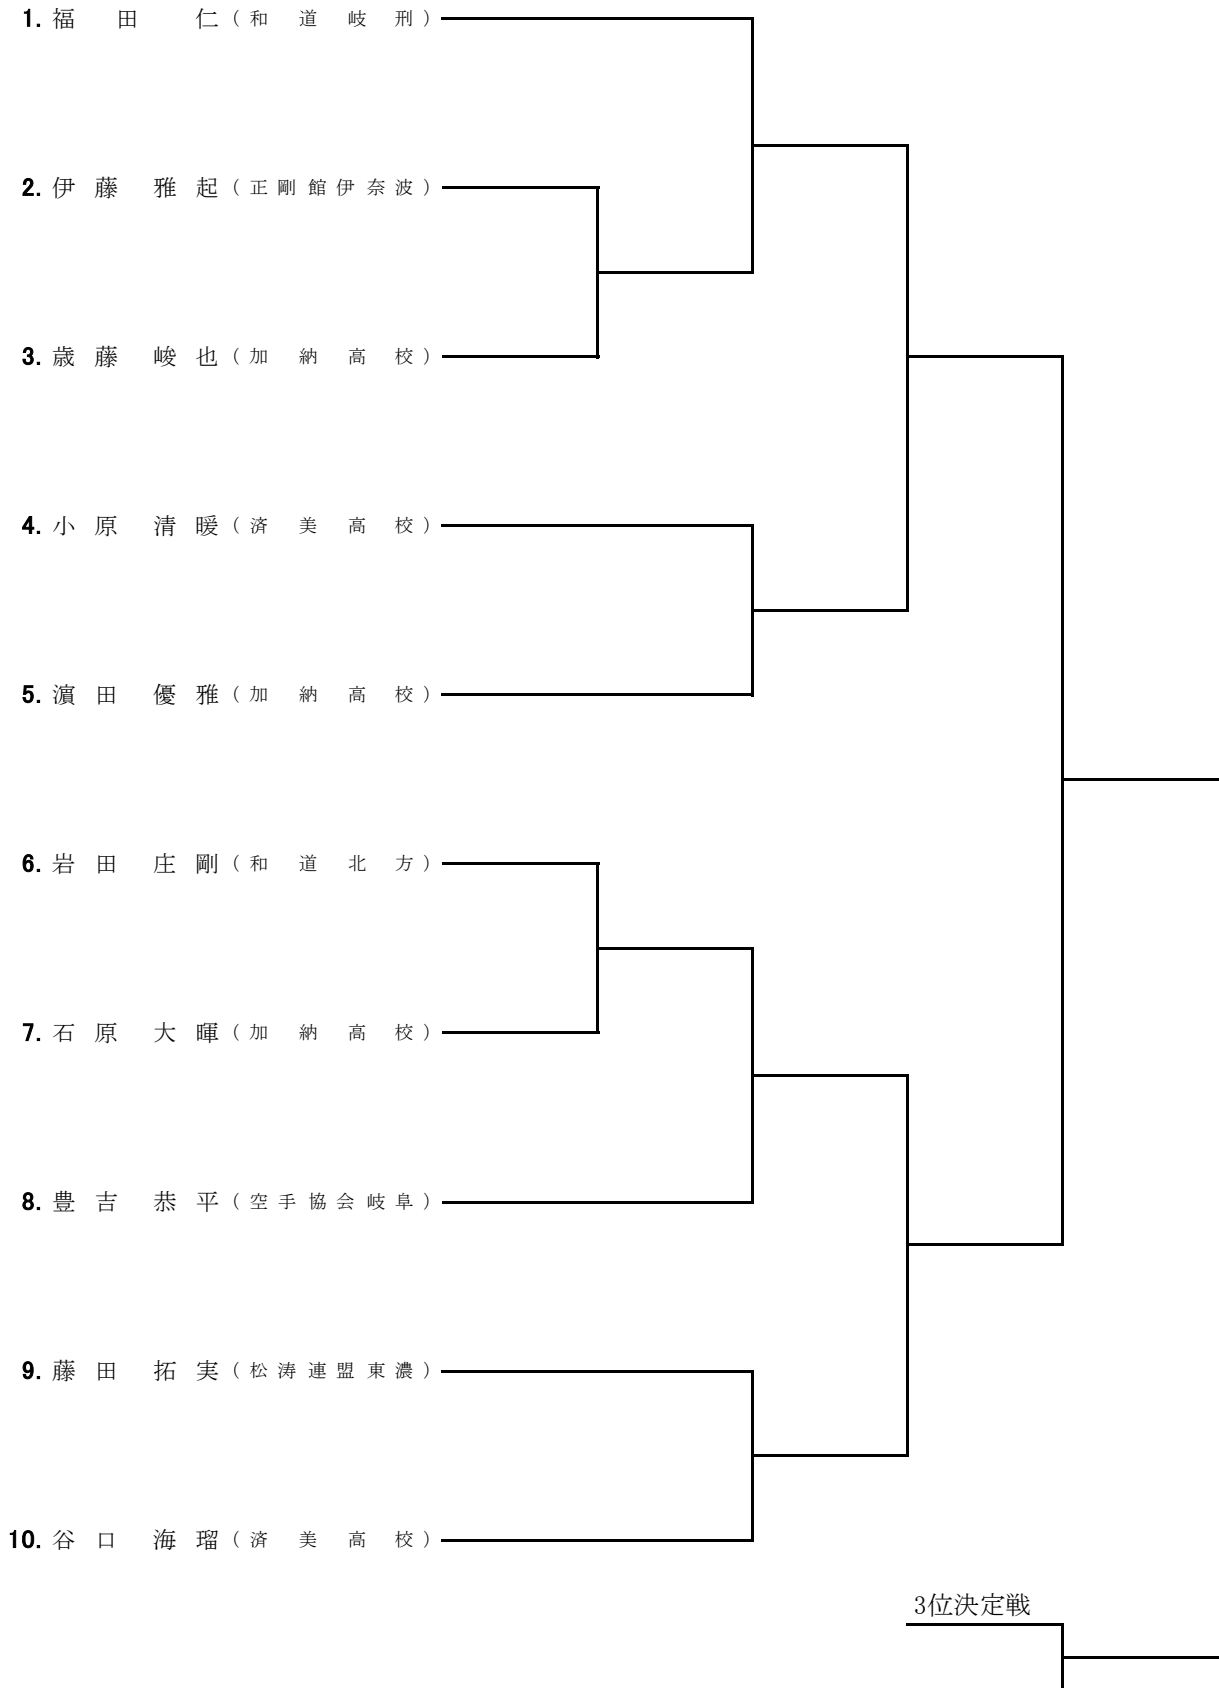 1. 福田 仁 (和道岐刑)
2. 伊藤 雅起 (正剛館伊奈波)
3. 歳藤 峻也 (加納高校)
4. 小原 清暖 (済美高校)
5. 濵田 優雅 (加納高校)
6. 岩田 庄剛 (和道北方)
7. 石原 大暉 (加納高校)
8. 豊吉 恭平 (空手協会岐阜)
9. 藤田 拓実 (松涛連盟東濃)
10. 谷口 海瑠 (済美高校)
3位決定戦